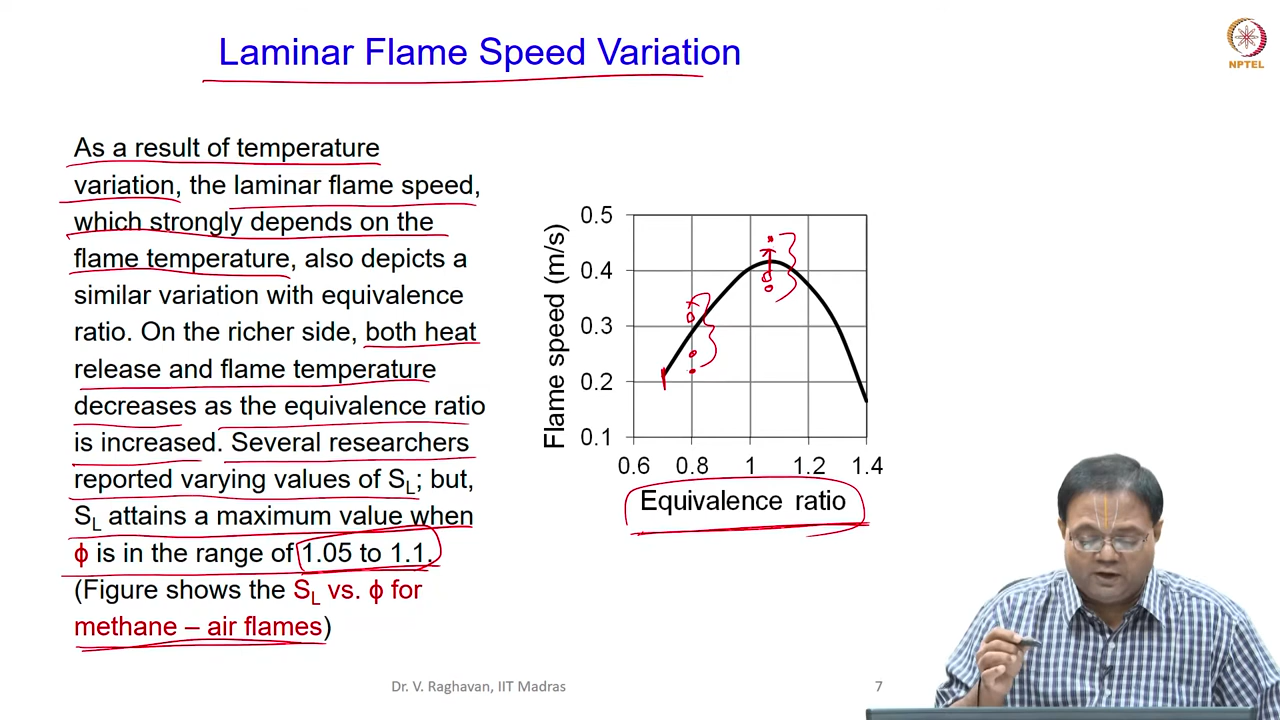 Laminar Flame Speed Variation
NPTEL
As a result of temperature
variation, the laminar flame speed,
which strongly depends on the
flame temperature, also depicts a
similar variation with equivalence
ratio. On the richer side, both heat
release and flame temperature
decreases as the equivalence ratio
is increased. Several researchers
reported varying values of SL; but,
SL attains a maximum value when
ϕ is in the range of 1.05 to 1.1.
(Figure shows the SL vs. ϕ for
methane – air flames)
Flame speed (m/s)
0.5
0.4
0.3
0.2
0.1
0.6 0.8 1 1.2 1.4
Equivalence ratio
Dr. V. Raghavan, IIT Madras
7